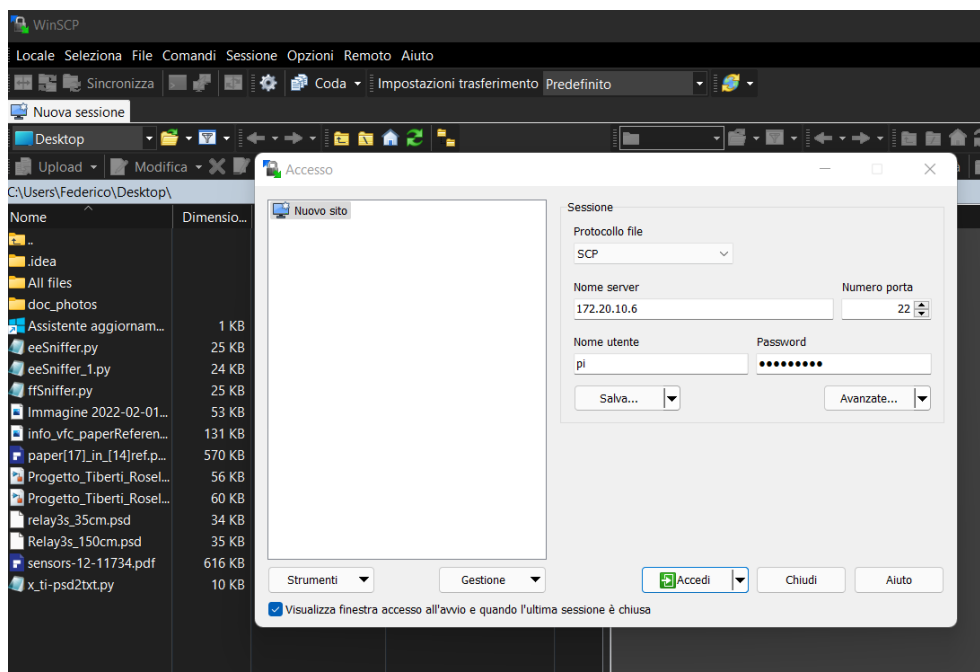 WinSCP
Locale Seleziona File Comandi Sessione Opzioni Remoto Aiuto
Sincronizza Coda Impostazioni trasferimento Predefinito
Nuova sessione
Desktop
Upload Modifica
C:\Users\Federico\Desktop\
Nome Dimensio...
..
.idea
All files
doc_photos
Assistente aggiornam... 1 KB
eeSniffer.py 25 KB
eeSniffer_1.py 24 KB
ffSniffer.py 25 KB
Immagine 2022-02-01... 53 KB
info_vfc_paperReferen... 131 KB
paper[17]_in_[14]ref.p... 570 KB
Progetto_Tiberti_Rosel... 56 KB
Progetto_Tiberti_Rosel... 60 KB
relay3s_35cm.psd 34 KB
Relay3s_150cm.psd 35 KB
sensors-12-11734.pdf 616 KB
x_ti-psd2txt.py 10 KB
Accesso
Nuovo sito
Sessione
Protocollo file
SCP
Nome server Numero porta
172.20.10.6 22
Nome utente Password
pi •••••••••
Salva... Avanzate...
Strumenti Gestione Accedi Chiudi Aiuto
Visualizza finestra accesso all'avvio e quando l'ultima sessione è chiusa